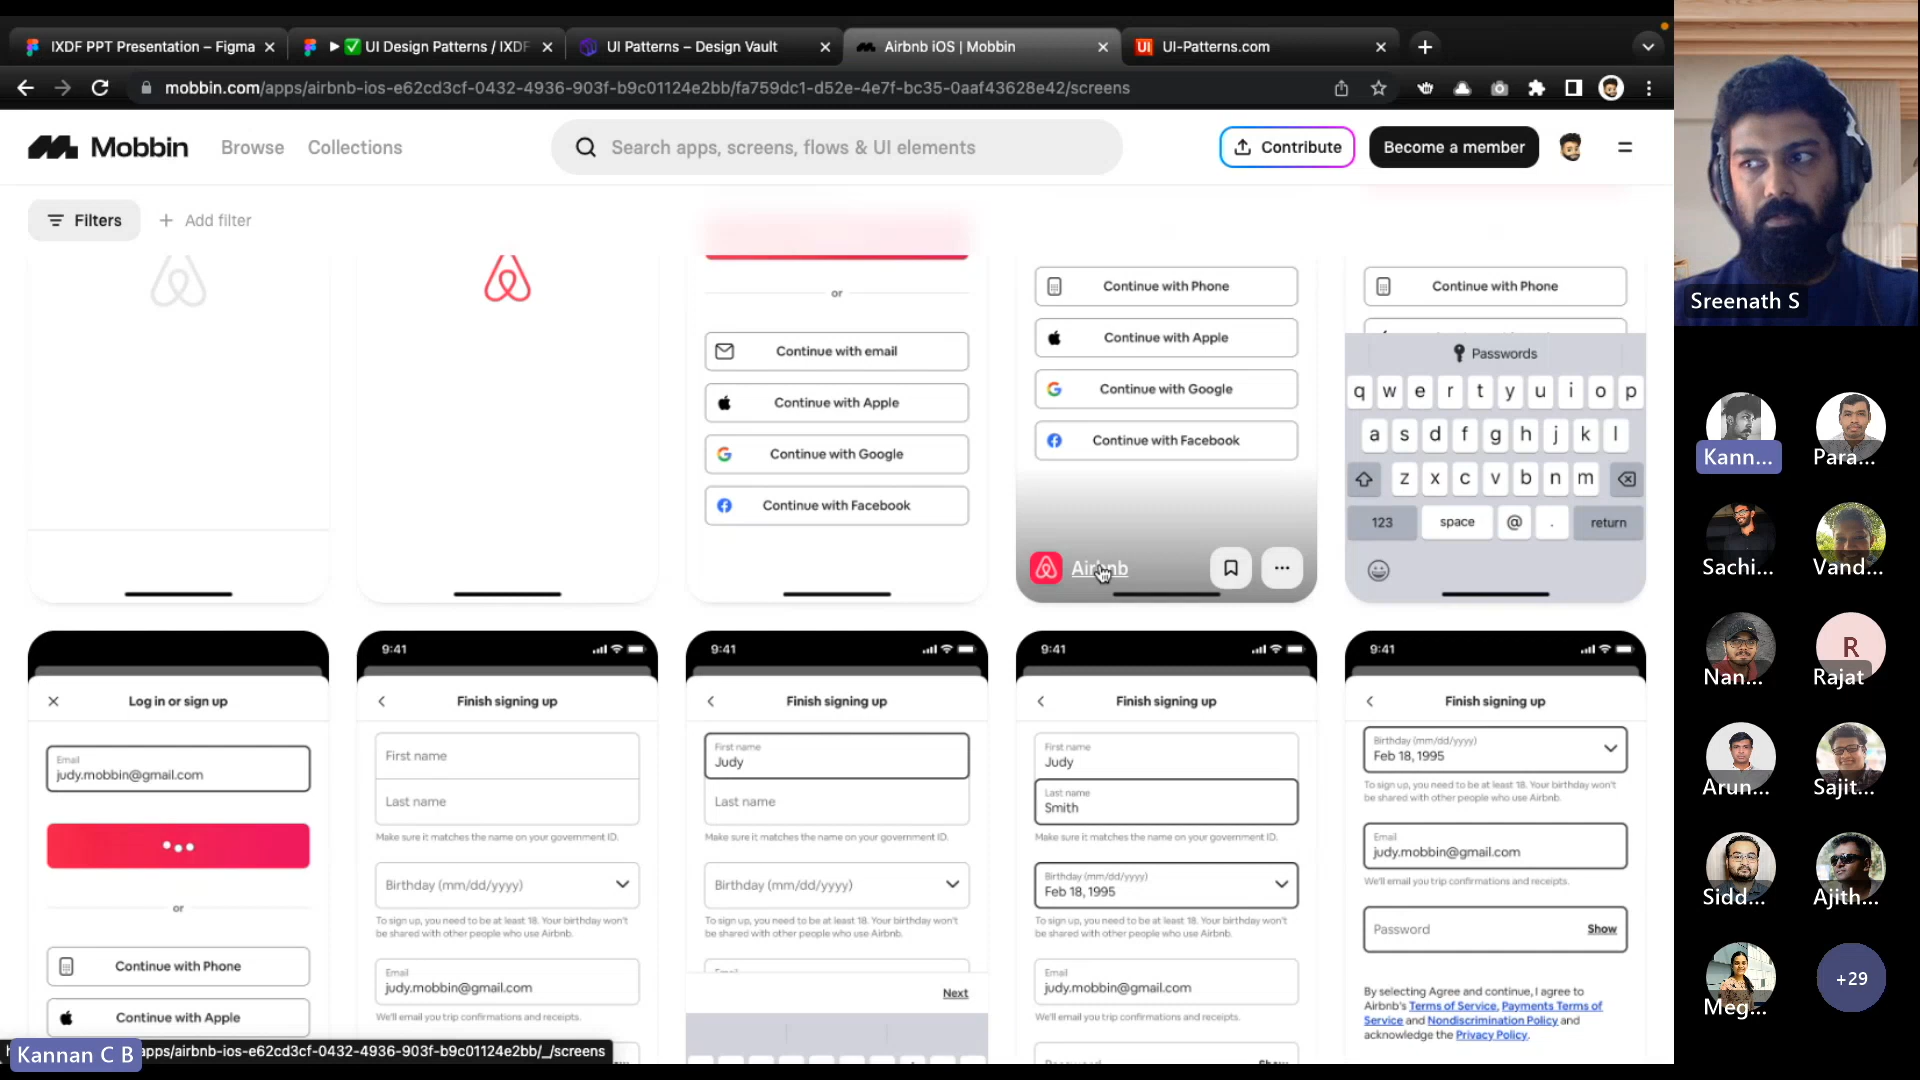 IXDF PPT Presentation – Figma
UI Design Patterns / IXDF
UI Patterns – Design Vault
Airbnb iOS | Mobbin
UI UI-Patterns.com
mobbin.com/apps/airbnb-ios-e62cd3cf-0432-4936-903f-b9c01124e2bb/fa759dc1-d52e-4e7f-bc35-0aaf43628e42/screens
Mobbin
Browse
Collections
Search apps, screens, flows & UI elements
Contribute
Become a member
Filters
Add filter
or
Continue with email
Continue with Apple
Continue with Google
Continue with Facebook
Continue with Phone
Continue with Apple
Continue with Google
Continue with Facebook
Airbnb
Continue with Phone
Passwords
q w e r t y u i o p
a s d f g h j k l
z x c v b n m
123 space @ . return
Log in or sign up
Email
judy.mobbin@gmail.com
or
Continue with Phone
Continue with Apple
9:41
Finish signing up
First name
Last name
Make sure it matches the name on your government ID.
Birthday (mm/dd/yyyy)
To sign up, you need to be at least 18. Your birthday won't
be shared with other people who use Airbnb.
Email
judy.mobbin@gmail.com
We'll email you trip confirmations and receipts.
9:41
Finish signing up
First name
Judy
Last name
Make sure it matches the name on your government ID.
Birthday (mm/dd/yyyy)
To sign up, you need to be at least 18. Your birthday won't
be shared with other people who use Airbnb.
Next
9:41
Finish signing up
First name
Judy
Last name
Smith
Make sure it matches the name on your government ID.
Birthday (mm/dd/yyyy)
Feb 18, 1995
To sign up, you need to be at least 18. Your birthday won't
be shared with other people who use Airbnb.
Email
judy.mobbin@gmail.com
We'll email you trip confirmations and receipts.
9:41
Finish signing up
Birthday (mm/dd/yyyy)
Feb 18, 1995
To sign up, you need to be at least 18. Your birthday won't
be shared with other people who use Airbnb.
Email
judy.mobbin@gmail.com
We'll email you trip confirmations and receipts.
Password
Show
By selecting Agree and continue, I agree to
Airbnb's Terms of Service, Payments Terms of
Service and Nondiscrimination Policy and
acknowledge the Privacy Policy.
Kannan C B
apps/airbnb-ios-e62cd3cf-0432-4936-903f-b9c01124e2bb/_/screens
Sreenath S
Kann...
Para...
Sachi...
Vand...
Nan...
R
Rajat
Arun...
Sajit...
Sidd...
Ajith...
Meg...
+29